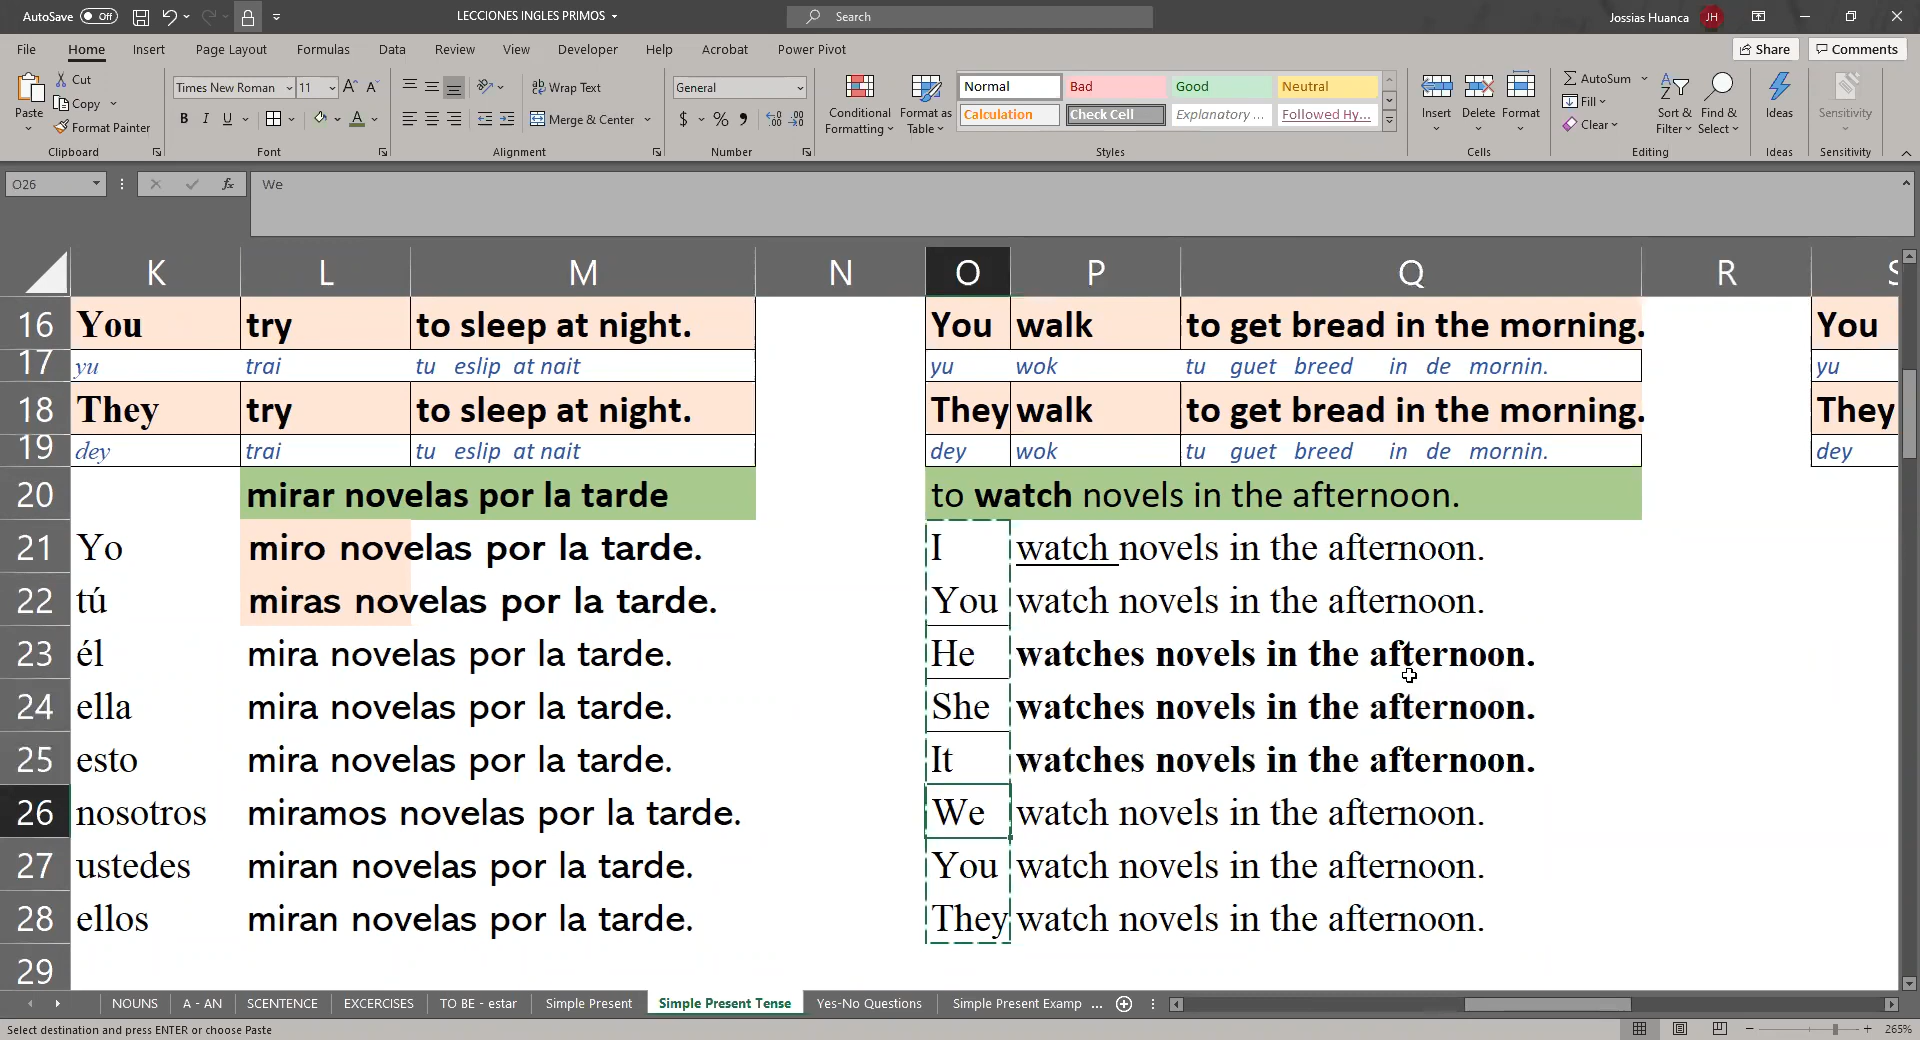 AutoSave Off LECCIONES INGLES PRIMOS Search Jossias Huanca JH
File Home Insert Page Layout Formulas Data Review View Developer Help Acrobat Power Pivot Share Comments
Paste Cut Copy Format Painter Clipboard
Times New Roman 11 A A B I U A Font
Wrap Text Merge & Center Alignment
General $ % Number
Conditional Formatting Format as Table
Normal Bad Good Neutral
Calculation Check Cell Explanatory ... Followed Hy...
Styles
Insert Delete Format Cells
AutoSum Fill Clear Sort & Filter Find & Select Editing
Ideas Ideas
Sensitivity Sensitivity
O26 fx We
K L M N O P Q R S
16 You try to sleep at night. You walk to get bread in the morning. You
17 yu trai tu eslip at nait yu wok tu guet breed in de mornin. yu
18 They try to sleep at night. They walk to get bread in the morning. They
19 dey trai tu eslip at nait dey wok tu guet breed in de mornin. dey
20 mirar novelas por la tarde to watch novels in the afternoon.
21 Yo miro novelas por la tarde. I watch novels in the afternoon.
22 tú miras novelas por la tarde. You watch novels in the afternoon.
23 él mira novelas por la tarde. He watches novels in the afternoon.
24 ella mira novelas por la tarde. She watches novels in the afternoon.
25 esto mira novelas por la tarde. It watches novels in the afternoon.
26 nosotros miramos novelas por la tarde. We watch novels in the afternoon.
27 ustedes miran novelas por la tarde. You watch novels in the afternoon.
28 ellos miran novelas por la tarde. They watch novels in the afternoon.
29
NOUNS A - AN SCENTENCE EXCERCISES TO BE - estar Simple Present Simple Present Tense Yes-No Questions Simple Present Examp ...
Select destination and press ENTER or choose Paste 265%